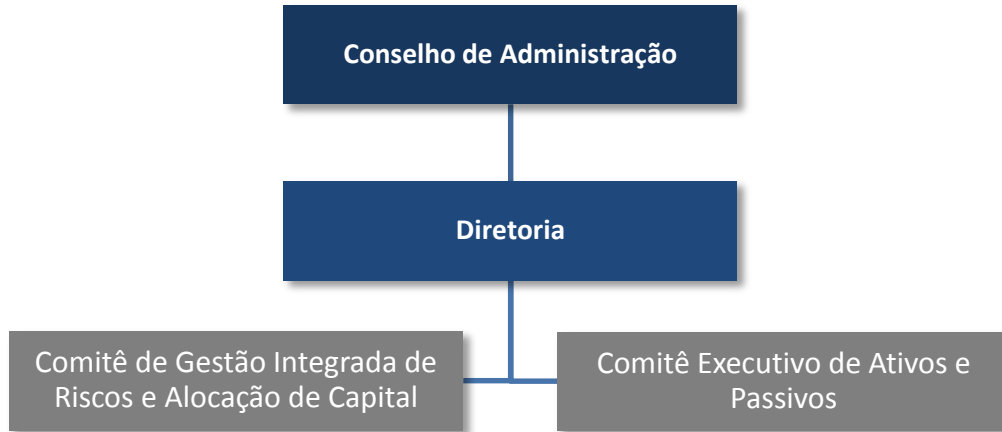 Conselho de Administração
Diretoria
Comitê de Gestão Integrada de
Riscos e Alocação de Capital
Comitê Executivo de Ativos e
Passivos